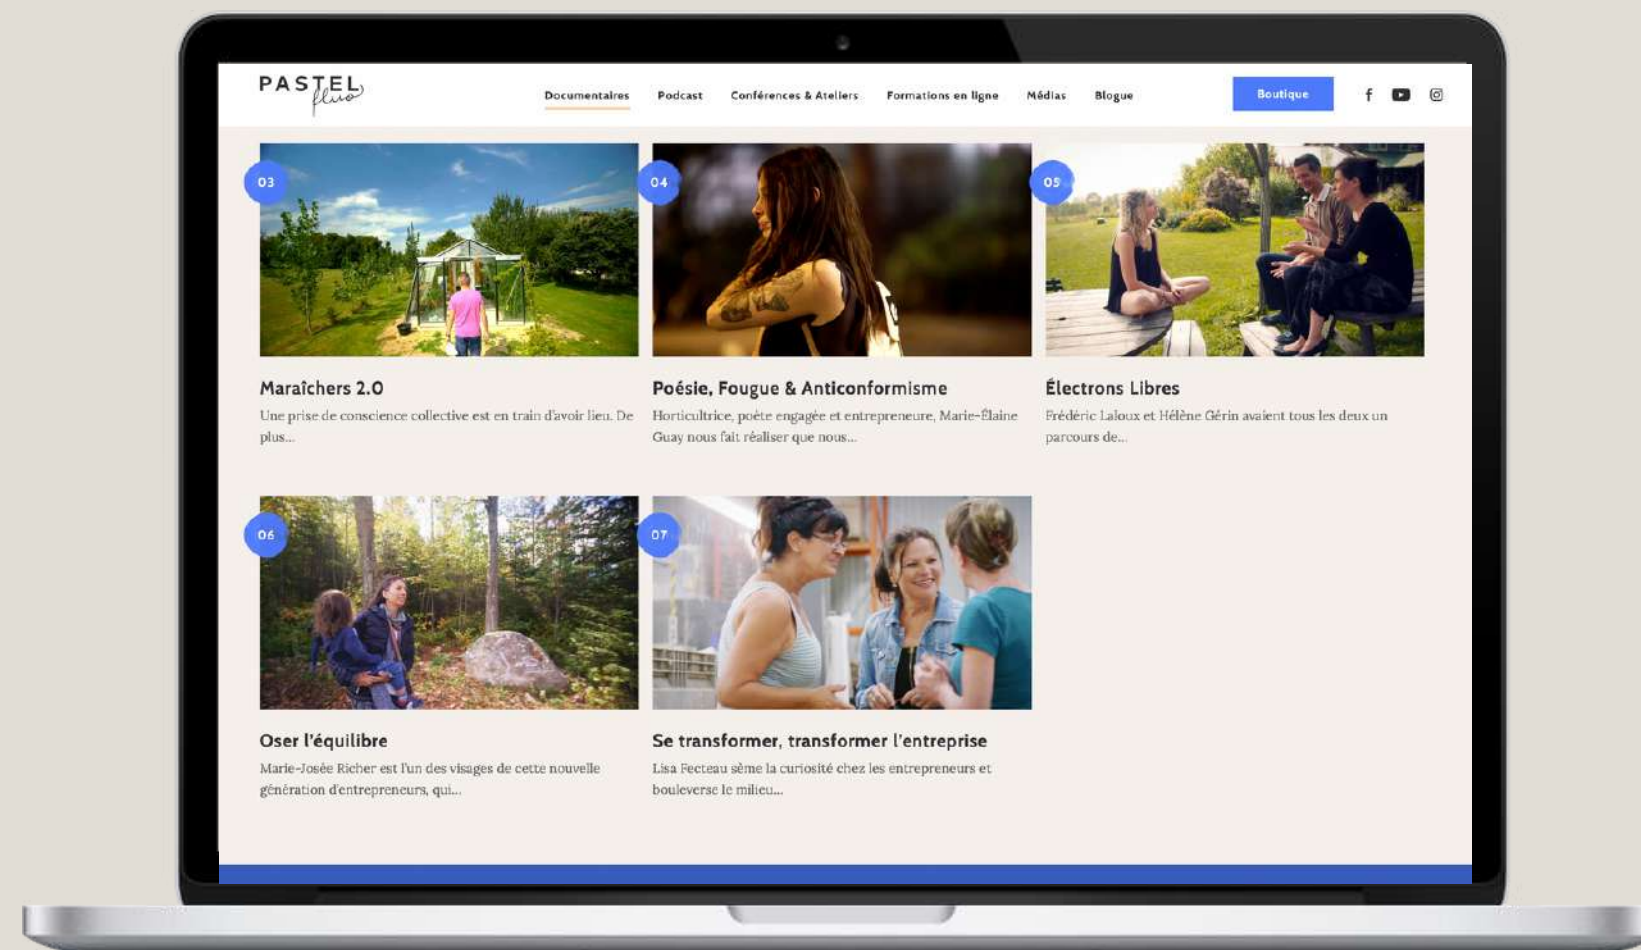 PASTEL
fluo
Documentaires Podcast Conférences & Ateliers Formations en ligne Médias Blogue Boutique
03
04
05
Maraîchers 2.0
Une prise de conscience collective est en train d'avoir lieu. De
plus...
Poésie, Fougue & Anticonformisme
Horticultrice, poète engagée et entrepreneure, Marie-Élaine
Guay nous fait réaliser que nous...
Électrons Libres
Frédéric Laloux et Hélène Gérin avaient tous les deux un
parcours de...
06
07
Oser l'équilibre
Marie-Josée Richer est l'un des visages de cette nouvelle
génération d'entrepreneurs, qui...
Se transformer, transformer l'entreprise
Lisa Fecteau sème la curiosité chez les entrepreneurs et
bouleverse le milieu...